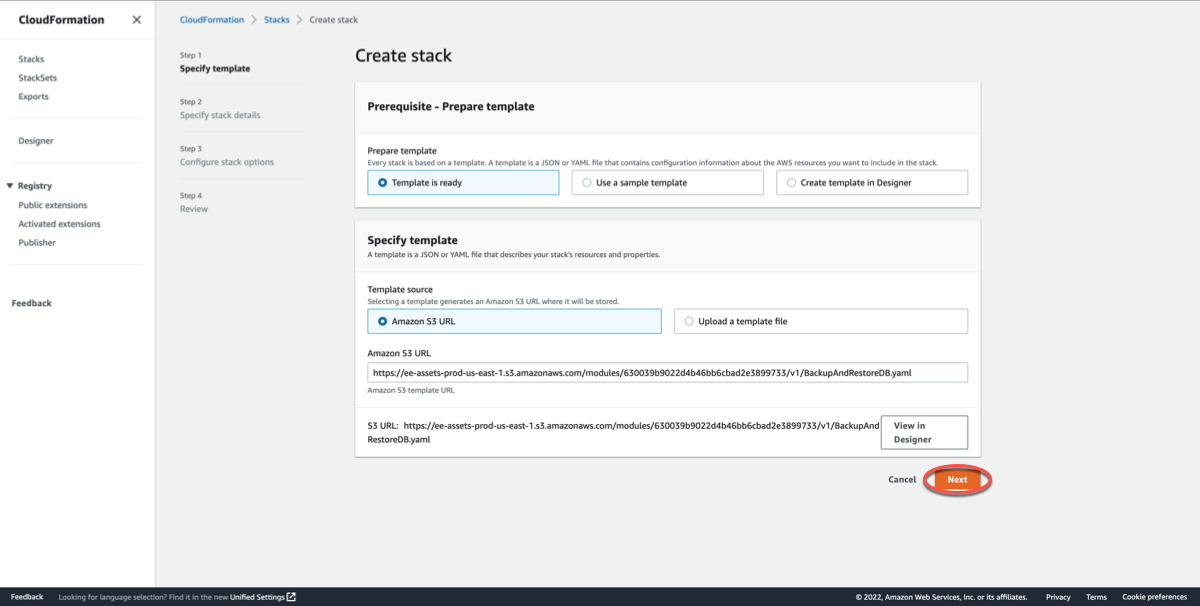 CloudFormation
Stacks
StackSets
Exports
Designer
Registry
Public extensions
Activated extensions
Publisher
Feedback
CloudFormation > Stacks > Create stack
Step 1
Specify template
Step 2
Specify stack details
Step 3
Configure stack options
Step 4
Review
Create stack
Prerequisite - Prepare template
Prepare template
Every stack is based on a template. A template is a JSON or YAML file that contains configuration information about the AWS resources you want to include in the stack.
Template is ready
Use a sample template
Create template in Designer
Specify template
A template is a JSON or YAML file that describes your stack's resources and properties.
Template source
Selecting a template generates an Amazon S3 URL where it will be stored.
Amazon S3 URL
Upload a template file
Amazon S3 URL
https://ee-assets-prod-us-east-1.s3.amazonaws.com/modules/630039b9022d4b46bb6cbad2e3899733/v1/BackupAndRestoreDB.yaml
Amazon S3 template URL
S3 URL: https://ee-assets-prod-us-east-1.s3.amazonaws.com/modules/630039b9022d4b46bb6cbad2e3899733/v1/BackupAnd
RestoreDB.yaml
View in
Designer
Cancel
Next
Feedback
Looking for language selection? Find it in the new Unified Settings
© 2022, Amazon Web Services, Inc. or its affiliates.
Privacy
Terms
Cookie preferences